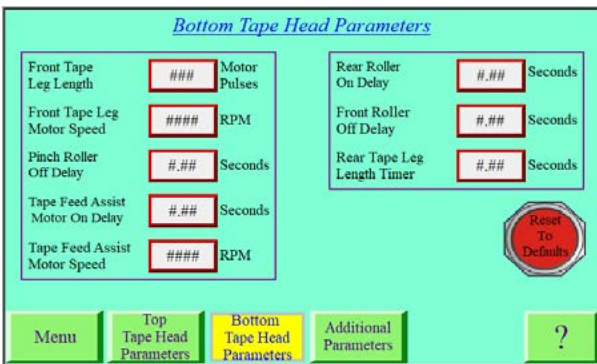 Bottom Tape Head Parameters
Front Tape
Leg Length
###
Motor
Pulses
Front Tape Leg
Motor Speed
####
RPM
Pinch Roller
Off Delay
#.##
Seconds
Tape Feed Assist
Motor On Delay
#.##
Seconds
Tape Feed Assist
Motor Speed
####
RPM
Rear Roller
On Delay
#.##
Seconds
Front Roller
Off Delay
#.##
Seconds
Rear Tape Leg
Length Timer
#.##
Seconds
Reset
To
Defaults
Menu
Top
Tape Head
Parameters
Bottom
Tape Head
Parameters
Additional
Parameters
?